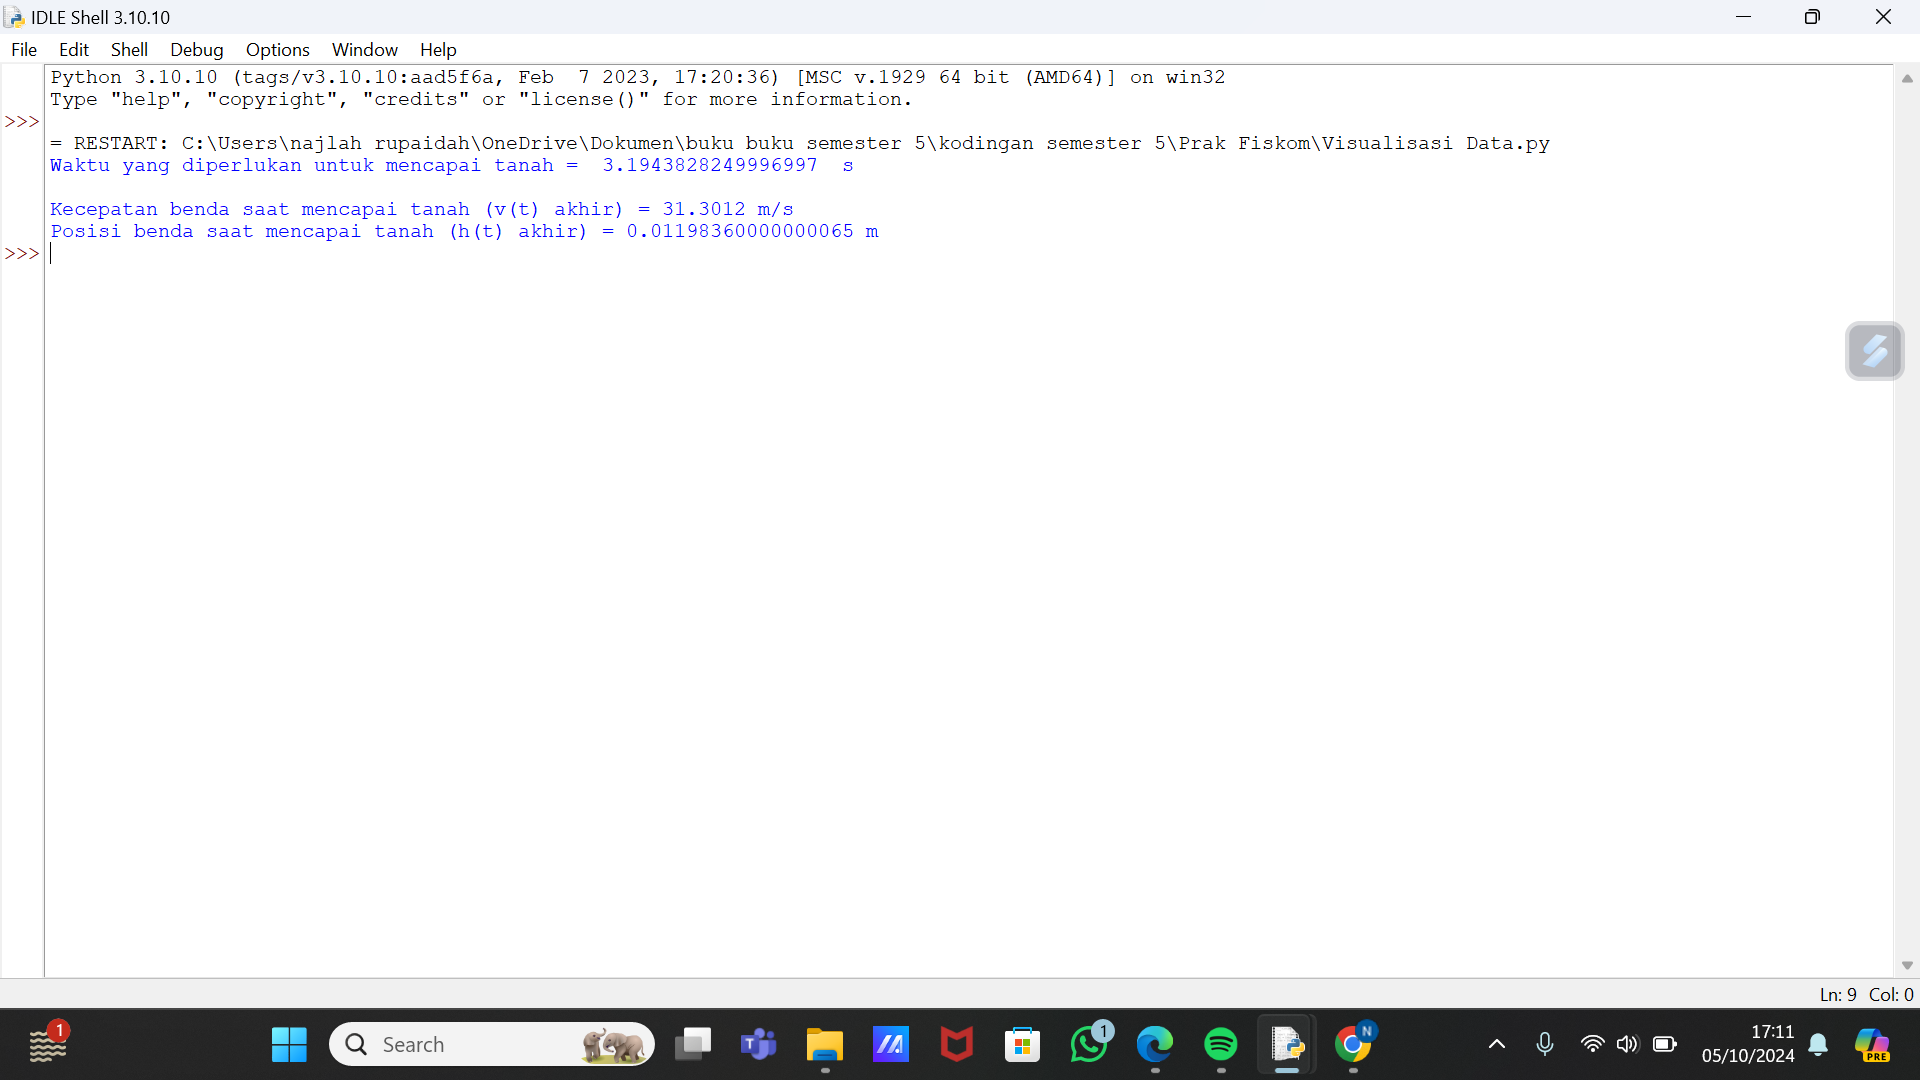 IDLE Shell 3.10.10
File Edit Shell Debug Options Window Help
Python 3.10.10 (tags/v3.10.10:aad5f6a, Feb  7 2023, 17:20:36) [MSC v.1929 64 bit (AMD64)] on win32
Type "help", "copyright", "credits" or "license()" for more information.
>>>
= RESTART: C:\Users\najlah rupaidah\OneDrive\Dokumen\buku buku semester 5\kodingan semester 5\Prak Fiskom\Visualisasi Data.py
Waktu yang diperlukan untuk mencapai tanah =  3.1943828249996997  s
Kecepatan benda saat mencapai tanah (v(t) akhir) = 31.3012 m/s
Posisi benda saat mencapai tanah (h(t) akhir) = 0.01198360000000065 m
>>>
Ln: 9 Col: 0
1
Search
1
N
17:11
05/10/2024
PRE